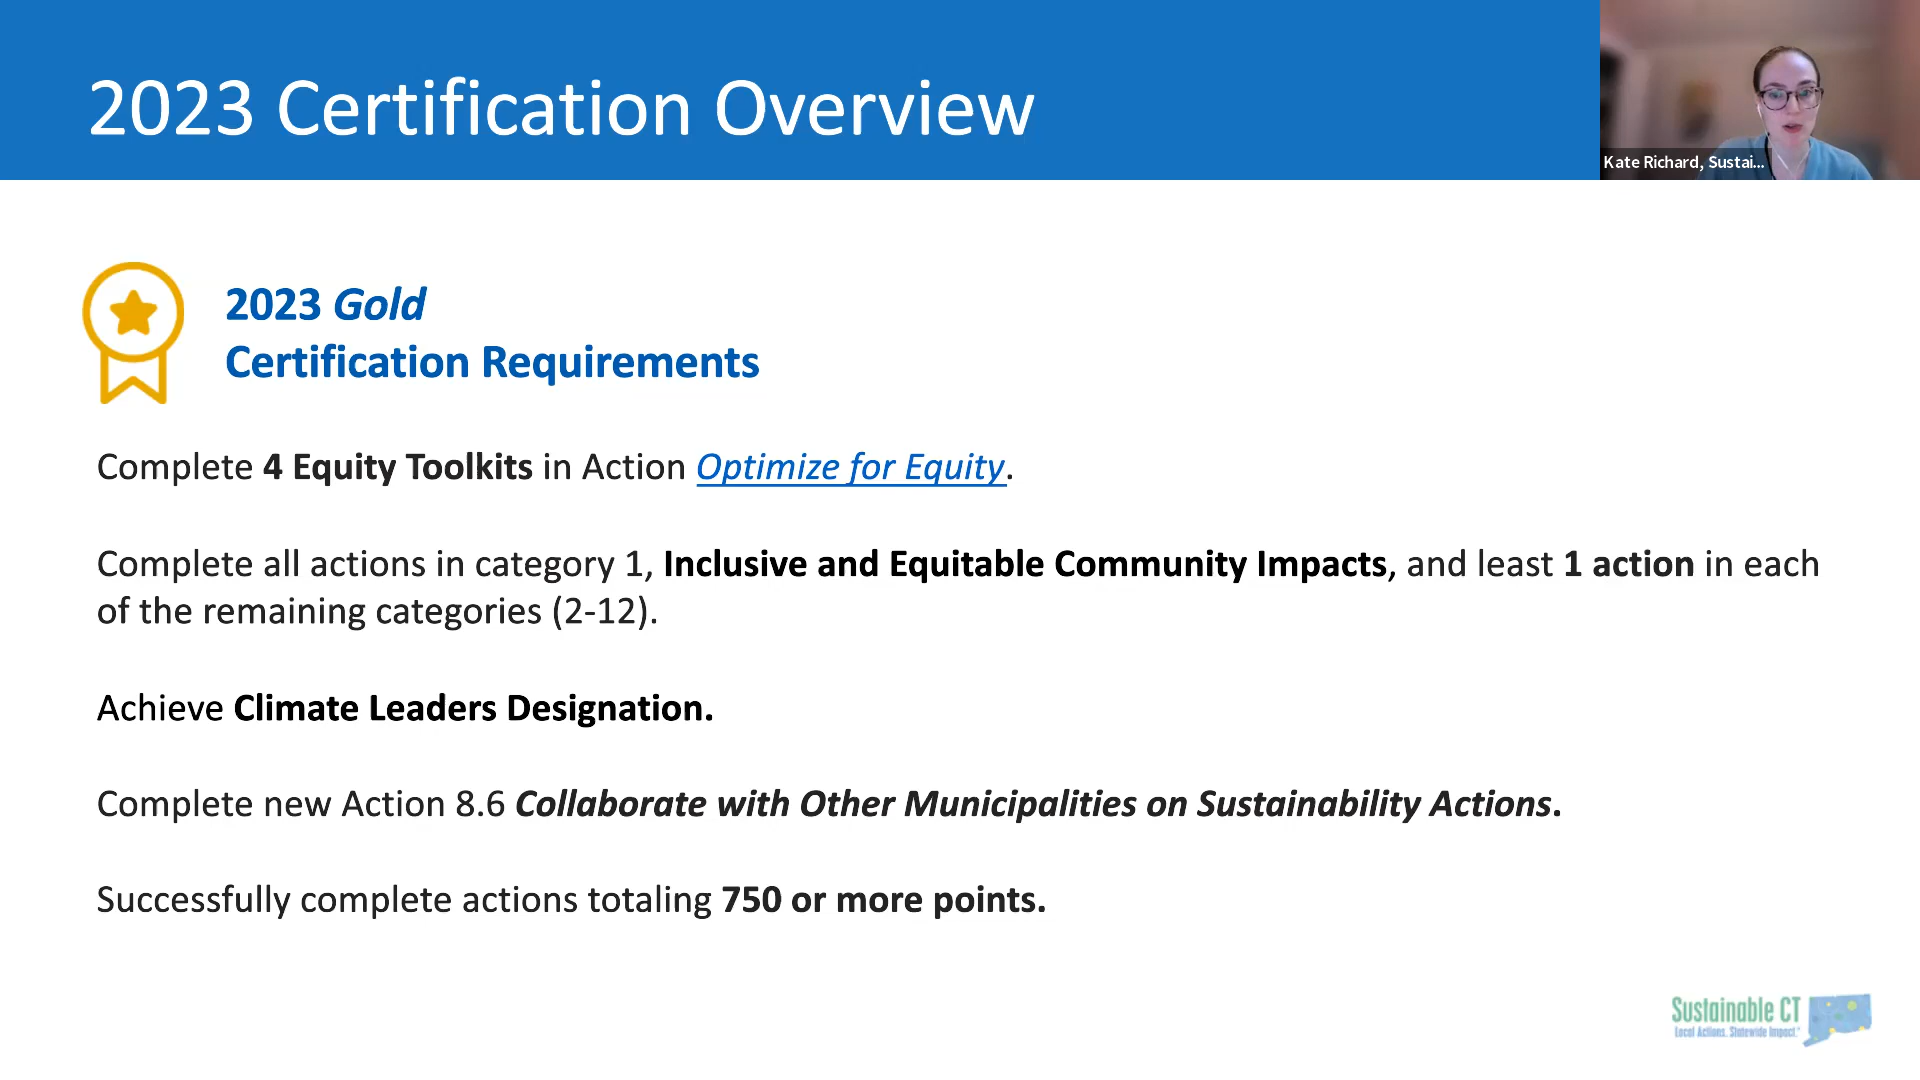 2023 Certification Overview
Kate Richard, Sustai...
2023 Gold
Certification Requirements
Complete 4 Equity Toolkits in Action Optimize for Equity.
Complete all actions in category 1, Inclusive and Equitable Community Impacts, and least 1 action in each
of the remaining categories (2-12).
Achieve Climate Leaders Designation.
Complete new Action 8.6 Collaborate with Other Municipalities on Sustainability Actions.
Successfully complete actions totaling 750 or more points.
Sustainable CT
Local Actions. Statewide Impact.